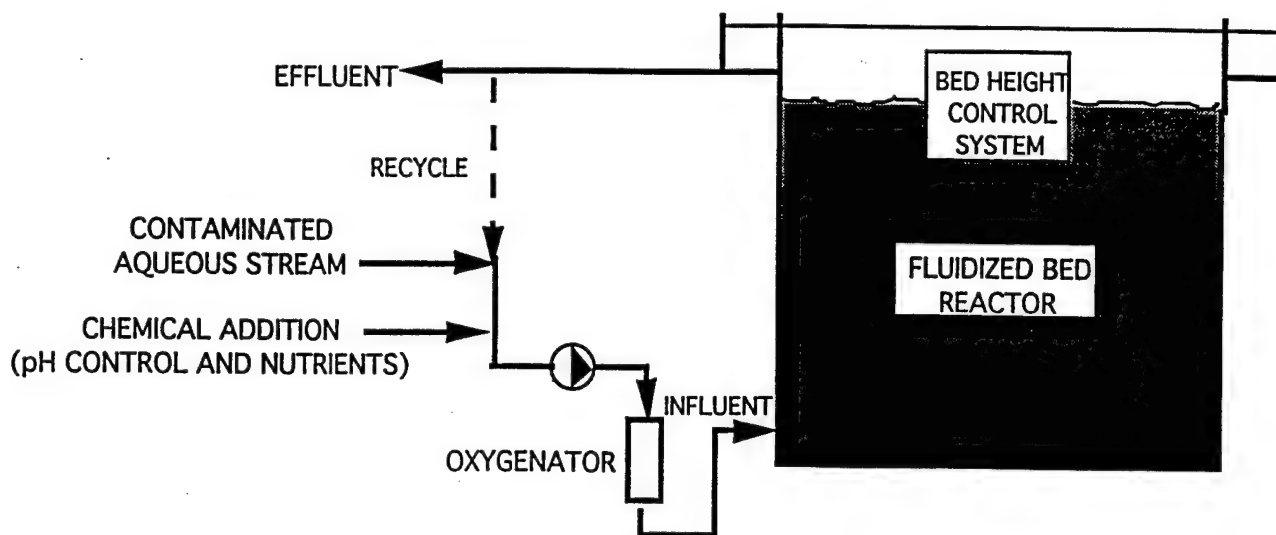 EFFLUENT
BED HEIGHT
CONTROL
SYSTEM
RECYCLE
CONTAMINATED
AQUEOUS STREAM
FLUIDIZED BED
REACTOR
CHEMICAL ADDITION
(pH CONTROL AND NUTRIENTS)
INFLUENT
OXYGENATOR